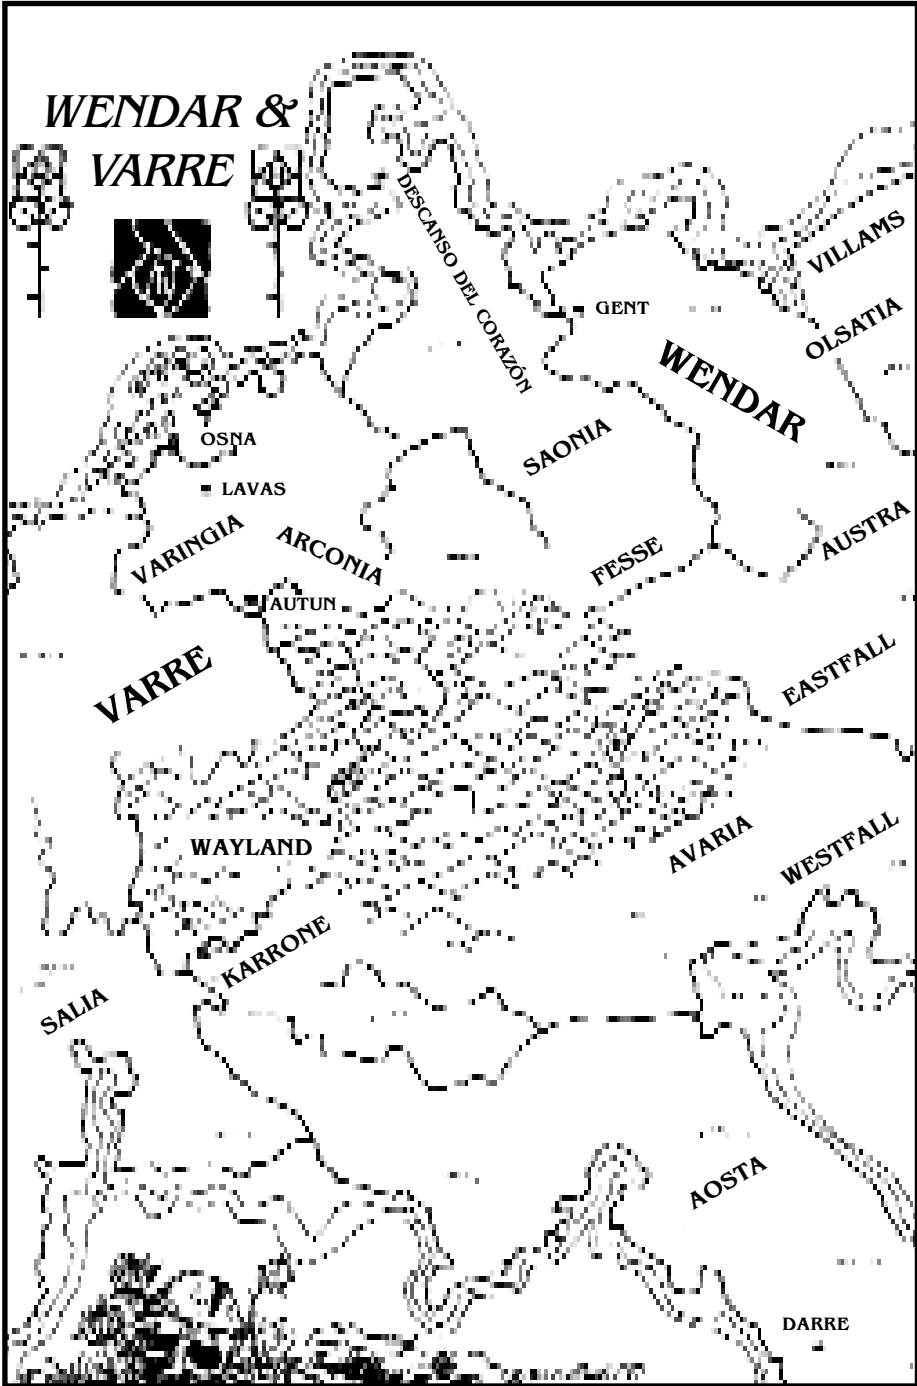 WENDAR &
VARRE
DESCANSO DEL CORAZÓN
VILLAMS
GENT
OLSATIA
WENDAR
OSNA
SAONIA
LAVAS
VARINGIA
ARCONIA
AUSTRA
FESSE
AUTUN
VARRE
EASTFALL
WAYLAND
AVARIA
WESTFALL
KARRONE
SALIA
AOSTA
DARRE